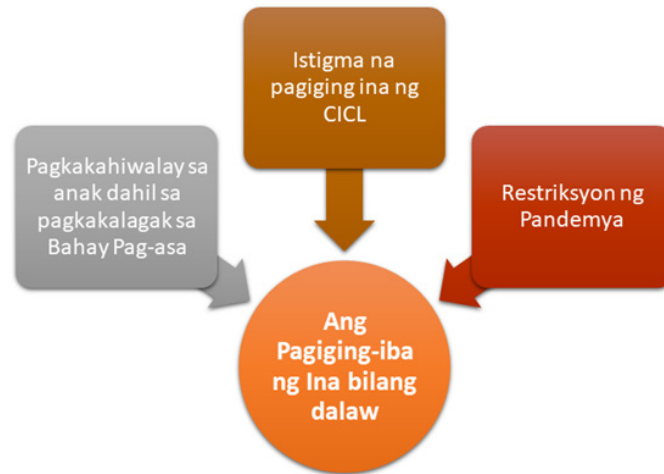 Istigma na
pagiging ina ng
CICL
Pagkakahiwalay sa
anak dahil sa
pagkakalagak sa
Bahay Pag-asa
Restriksyon ng
Pandemya
Ang
Pagiging-iba
ng Ina bilang
dalaw